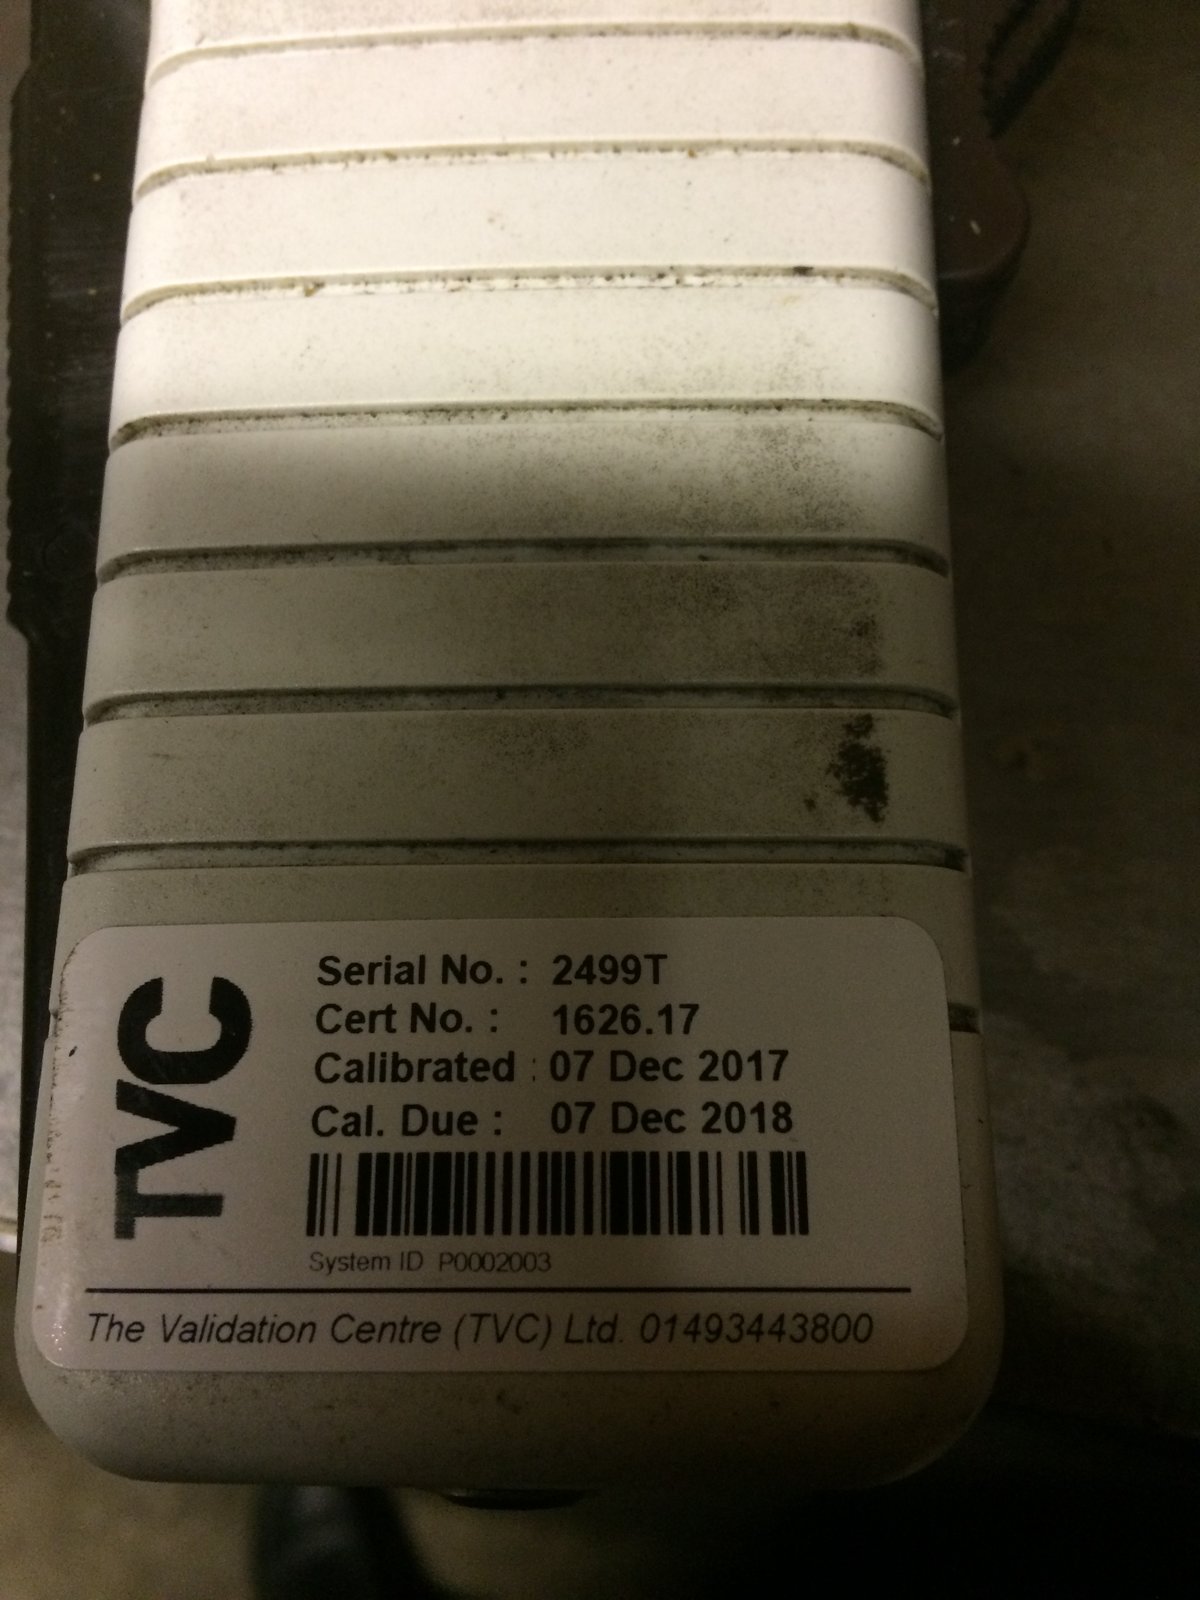 TVC
Serial No. : 2499T
Cert No. : 1626.17
Calibrated : 07 Dec 2017
Cal. Due : 07 Dec 2018
System ID P0002003
The Validation Centre (TVC) Ltd. 01493443800